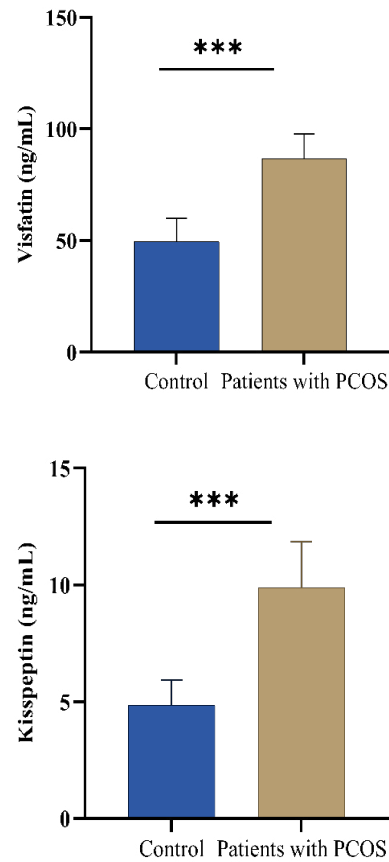 150
***
100
Visfatin (ng/mL)
50
0
Control Patients with PCOS
15
***
10
Kisspeptin (ng/mL)
5
0
Control Patients with PCOS